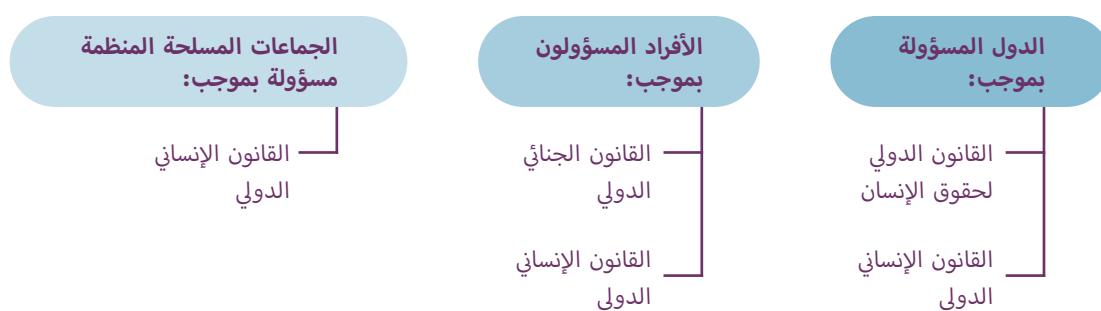 الدول المسؤولة
بموجب:
القانون الدولي
لحقوق الإنسان
القانون الإنساني
الدولي
الأفراد المسؤولون
بموجب:
القانون الجنائي
الدولي
القانون الإنساني
الدولي
الجماعات المسلحة المنظمة
مسؤولة بموجب:
القانون الإنساني
الدولي